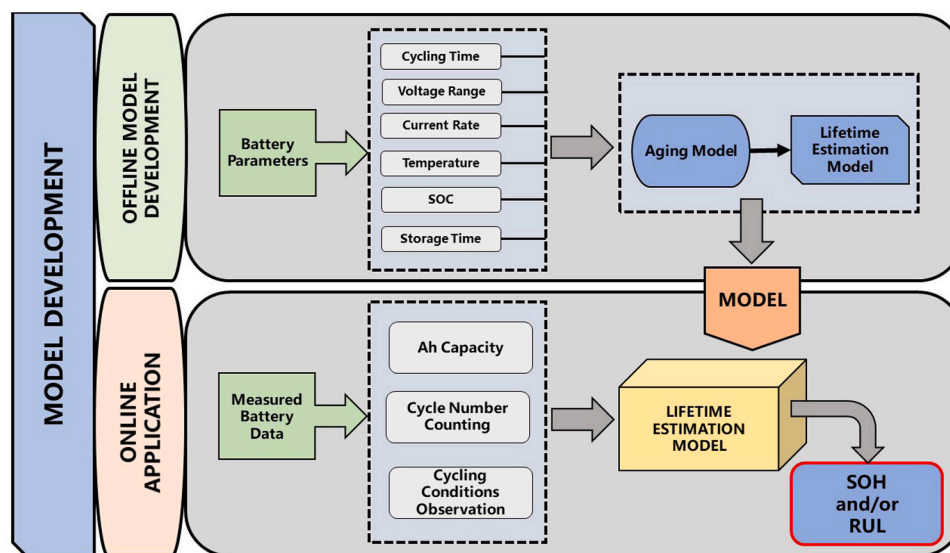 MODEL DEVELOPMENT
OFFLINE MODEL
DEVELOPMENT
Battery
Parameters
Cycling Time
Voltage Range
Current Rate
Temperature
SOC
Storage Time
Aging Model
Lifetime
Estimation
Model
MODEL
ONLINE
APPLICATION
Measured
Battery
Data
Ah Capacity
Cycle Number
Counting
Cycling
Conditions
Observation
LIFETIME
ESTIMATION
MODEL
SOH
and/or
RUL